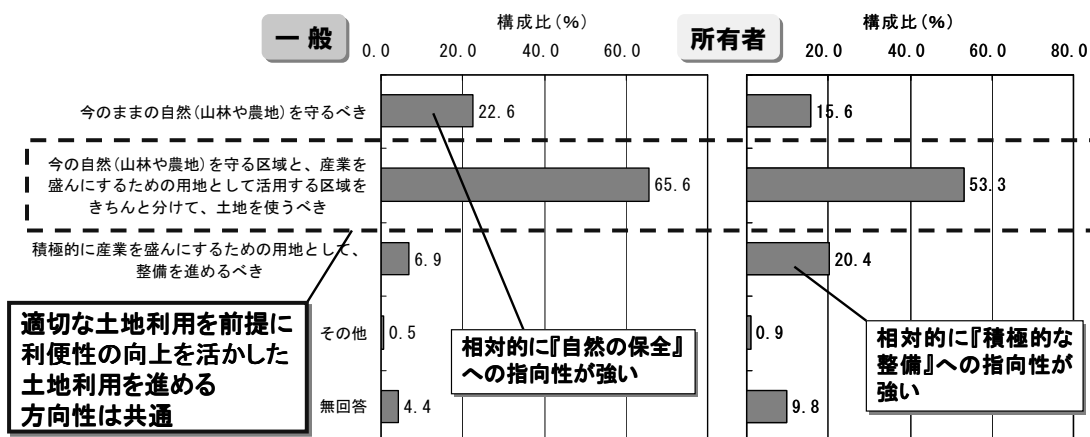 構成比(%)
構成比(%)
一 般
所有者
0.0 20.0 40.0 60.0
20.0 40.0 60.0 80.0
今のままの自然(山林や農地)を守るべき
22.6
15.6
今の自然(山林や農地)を守る区域と、産業を
盛んにするための用地として活用する区域を
きちんと分けて、土地を使うべき
65.6
53.3
積極的に産業を盛んにするための用地として、
整備を進めるべき
6.9
20.4
その他
0.5
0.9
無回答
4.4
9.8
適切な土地利用を前提に
利便性の向上を活かした
土地利用を進める
方向性は共通
相対的に『自然の保全』
への指向性が強い
相対的に『積極的な
整備』への指向性が
強い